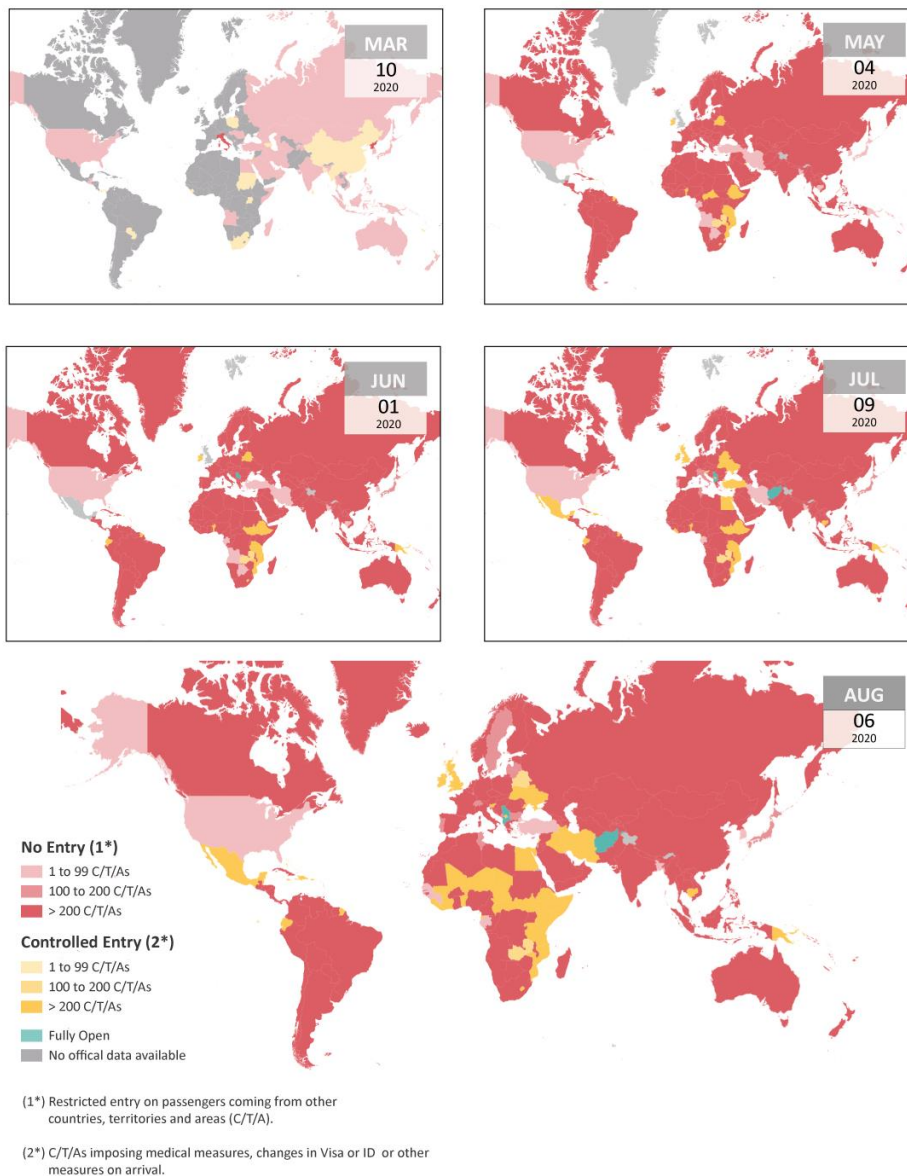 MAR
10
2020
MAY
04
2020
JUN
01
2020
JUL
09
2020
AUG
06
2020
No Entry (1*)
1 to 99 C/T/As
100 to 200 C/T/As
> 200 C/T/As
Controlled Entry (2*)
1 to 99 C/T/As
100 to 200 C/T/As
> 200 C/T/As
Fully Open
No offical data available
(1*) Restricted entry on passengers coming from other
countries, territories and areas (C/T/A).
(2*) C/T/As imposing medical measures, changes in Visa or ID or other
measures on arrival.